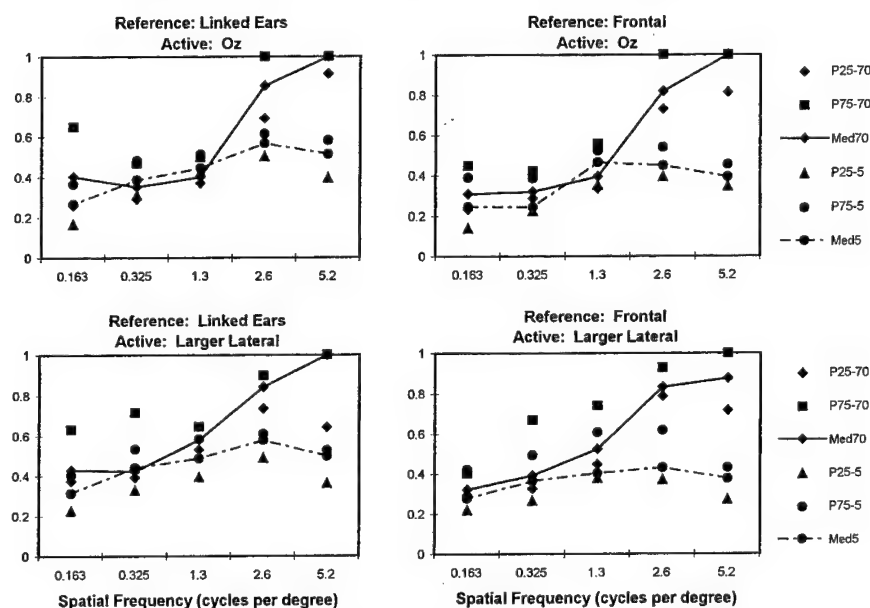 Reference: Linked Ears
Active: Oz
1
0.8
0.6
0.4
0.2
0
0.163 0.325 1.3 2.6 5.2
Reference: Frontal
Active: Oz
1
0.8
0.6
0.4
0.2
0
0.163 0.325 1.3 2.6 5.2
P25-70
P75-70
Med70
P25-5
P75-5
Med5
Reference: Linked Ears
Active: Larger Lateral
1
0.8
0.6
0.4
0.2
0
0.163 0.325 1.3 2.6 5.2
Spatial Frequency (cycles per degree)
Reference: Frontal
Active: Larger Lateral
1
0.8
0.6
0.4
0.2
0
0.163 0.325 1.3 2.6 5.2
Spatial Frequency (cycles per degree)
P25-70
P75-70
Med70
P25-5
P75-5
Med5